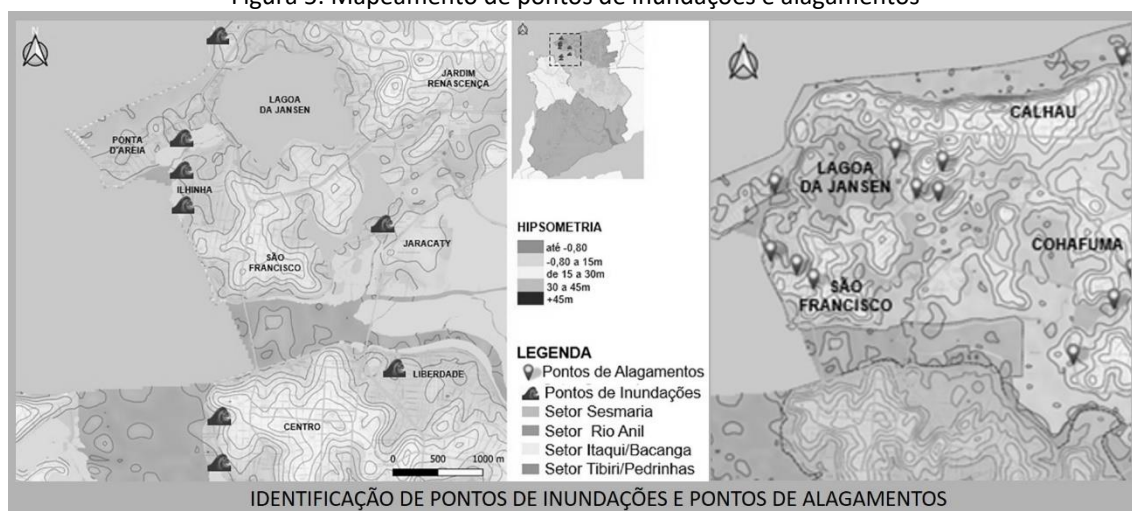 Figura 5: Mapeamento de pontos de inundações e alagamentos
JARDIM
RENASCENÇA
LAGOA
DA JANSEN
PONTA
D'AREIA
ILHINHA
SÃO
FRANCISCO
JARACATY
LIBERDADE
CENTRO
0 500 1000 m
HIPSOMETRIA
até -0,80
-0,80 a 15m
de 15 a 30m
30 a 45m
+45m
LEGENDA
Pontos de Alagamentos
Pontos de Inundações
Setor Sesmaria
Setor Rio Anil
Setor Itaqui/Bacanga
Setor Tibiri/Pedrinhas
CALHAU
LAGOA
DA JANSEN
COHAFUMA
SÃO
FRANCISCO
IDENTIFICAÇÃO DE PONTOS DE INUNDAÇÕES E PONTOS DE ALAGAMENTOS